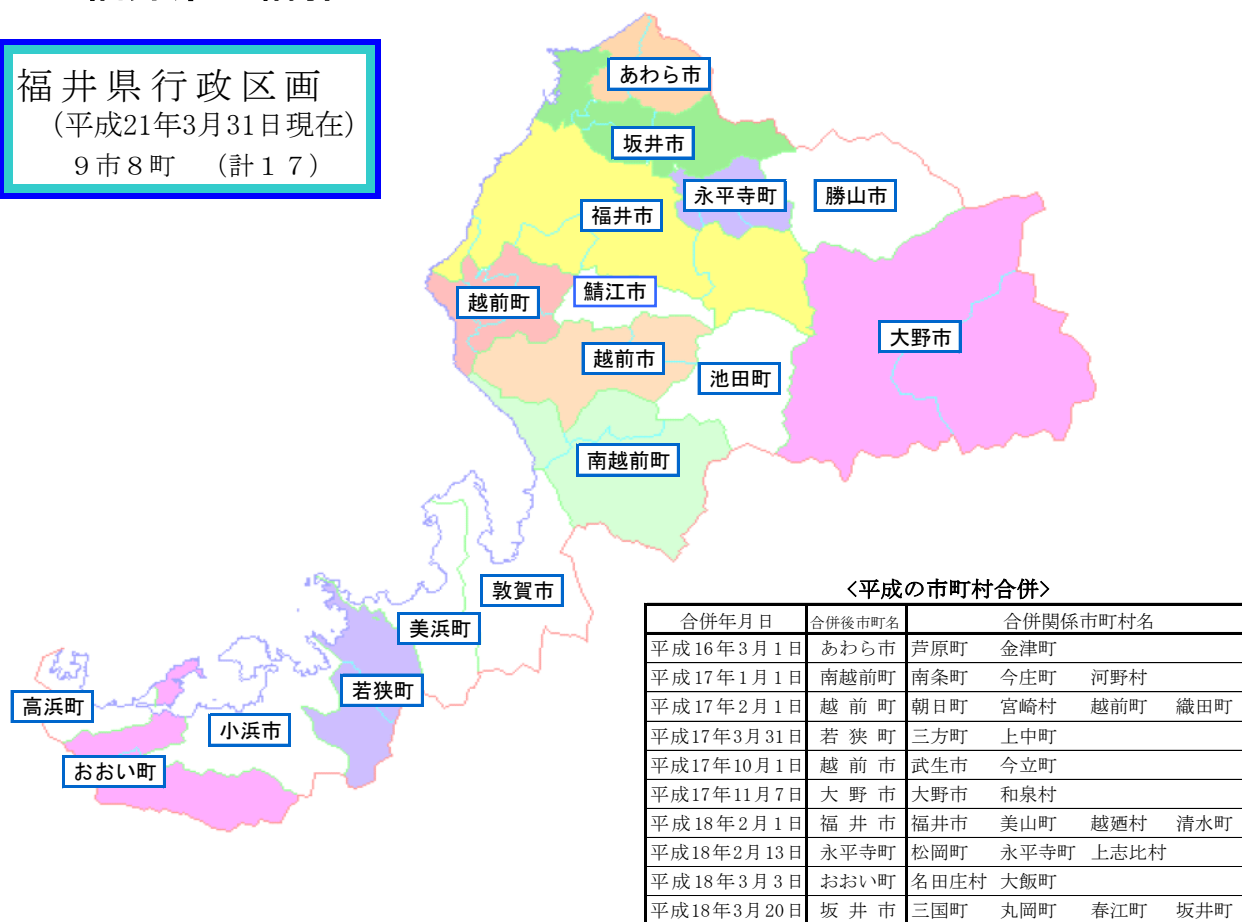 福井県行政区画
(平成21年3月31日現在)
9市8町 (計17)
あわら市
坂井市
永平寺町
勝山市
福井市
鯖江市
越前町
大野市
越前市
池田町
南越前町
敦賀市
美浜町
若狭町
高浜町
小浜市
おおい町
<平成の市町村合併>
合併年月日 合併後市町名 合併関係市町村名
平成16年3月1日 あわら市 芦原町 金津町
平成17年1月1日 南越前町 南条町 今庄町 河野村
平成17年2月1日 越前町 朝日町 宮崎村 越前町 織田町
平成17年3月31日 若狭町 三方町 上中町
平成17年10月1日 越前市 武生市 今立町
平成17年11月7日 大野市 大野市 和泉村
平成18年2月1日 福井市 福井市 美山町 越廼村 清水町
平成18年2月13日 永平寺町 松岡町 永平寺町 上志比村
平成18年3月3日 おおい町 名田庄村 大飯町
平成18年3月20日 坂井市 三国町 丸岡町 春江町 坂井町